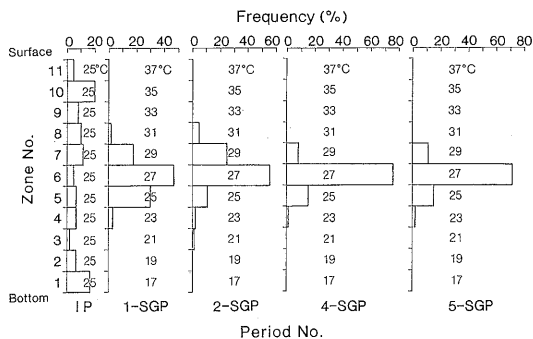 Frequency (%)
0 20 0 20 40 0 20 40 60 0 20 40 60 80 0 20 40 60 80
Surface
11 25°C 37°C 37°C 37°C 37°C
10 25 35 35 35 35
9 25 33 33 33 33
8 25 31 31 31 31
7 25 29 29 29 29
6 25 27 27 27 27
5 25 25 25 25 25
4 25 23 23 23 23
3 25 21 21 21 21
2 25 19 19 19 19
1 25 17 17 17 17
Bottom
Zone No.
IP 1-SGP 2-SGP 4-SGP 5-SGP
Period No.